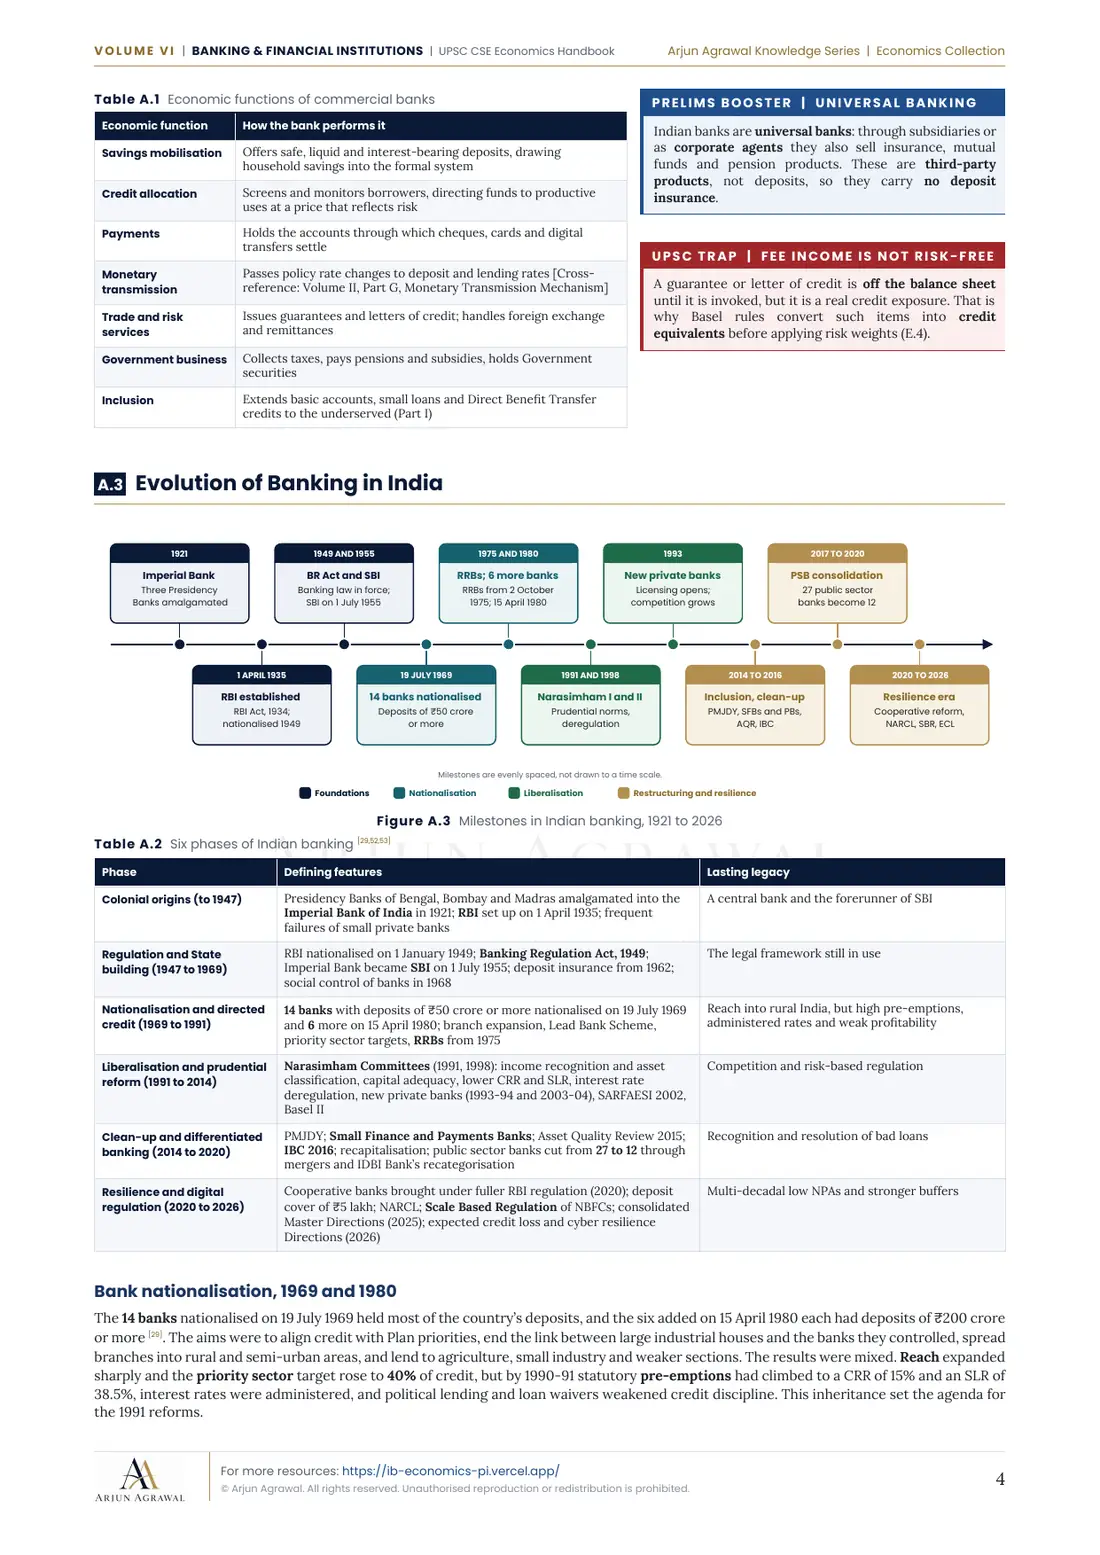 VOLUME VI | BANKING & FINANCIAL INSTITUTIONS | UPSC CSE Economics Handbook
Arjun Agrawal Knowledge Series | Economics Collection
Table A.1 Economic functions of commercial banks
Economic function
How the bank performs it
Savings mobilisation
Offers safe, liquid and interest-bearing deposits, drawing
household savings into the formal system
Credit allocation
Screens and monitors borrowers, directing funds to productive
uses at a price that reflects risk
Payments
Holds the accounts through which cheques, cards and digital
transfers settle
Monetary
transmission
Passes policy rate changes to deposit and lending rates [Cross-
reference: Volume II, Part G, Monetary Transmission Mechanism]
Trade and risk
services
Issues guarantees and letters of credit; handles foreign exchange
and remittances
Government business
Collects taxes, pays pensions and subsidies, holds Government
securities
Inclusion
Extends basic accounts, small loans and Direct Benefit Transfer
credits to the underserved (Part I)
PRELIMS BOOSTER | UNIVERSAL BANKING
Indian banks are universal banks: through subsidiaries or
as corporate agents they also sell insurance, mutual
funds and pension products. These are third-party
products, not deposits, so they carry no deposit
insurance.
UPSC TRAP | FEE INCOME IS NOT RISK-FREE
A guarantee or letter of credit is off the balance sheet
until it is invoked, but it is a real credit exposure. That is
why Basel rules convert such items into credit
equivalents before applying risk weights (E.4).
A.3 Evolution of Banking in India
1921
Imperial Bank
Three Presidency
Banks amalgamated
1949 AND 1955
BR Act and SBI
Banking law in force;
SBI on 1 July 1955
1975 AND 1980
RRBs; 6 more banks
RRBs from 2 October
1975; 15 April 1980
1993
New private banks
Licensing opens;
competition grows
2017 TO 2020
PSB consolidation
27 public sector
banks become 12
1 APRIL 1935
RBI established
RBI Act, 1934;
nationalised 1949
19 JULY 1969
14 banks nationalised
Deposits of ₹50 crore
or more
1991 AND 1998
Narasimham I and II
Prudential norms,
deregulation
2014 TO 2016
Inclusion, clean-up
PMJDY, SFBs and PBs,
AQR, IBC
2020 TO 2026
Resilience era
Cooperative reform,
NARCL, SBR, ECL
Milestones are evenly spaced, not drawn to a time scale.
Foundations Nationalisation Liberalisation Restructuring and resilience
Figure A.3 Milestones in Indian banking, 1921 to 2026
Table A.2 Six phases of Indian banking [29,52,53]
ARJUN AGRAWAL
Phase
Defining features
Lasting legacy
Colonial origins (to 1947)
Presidency Banks of Bengal, Bombay and Madras amalgamated into the
Imperial Bank of India in 1921; RBI set up on 1 April 1935; frequent
failures of small private banks
A central bank and the forerunner of SBI
Regulation and State
building (1947 to 1969)
RBI nationalised on 1 January 1949; Banking Regulation Act, 1949;
Imperial Bank became SBI on 1 July 1955; deposit insurance from 1962;
social control of banks in 1968
The legal framework still in use
Nationalisation and directed
credit (1969 to 1991)
14 banks with deposits of ₹50 crore or more nationalised on 19 July 1969
and 6 more on 15 April 1980; branch expansion, Lead Bank Scheme,
priority sector targets, RRBs from 1975
Reach into rural India, but high pre-emptions,
administered rates and weak profitability
Liberalisation and prudential
reform (1991 to 2014)
Narasimham Committees (1991, 1998): income recognition and asset
classification, capital adequacy, lower CRR and SLR, interest rate
deregulation, new private banks (1993-94 and 2003-04), SARFAESI 2002,
Basel II
Competition and risk-based regulation
Clean-up and differentiated
banking (2014 to 2020)
PMJDY; Small Finance and Payments Banks; Asset Quality Review 2015;
IBC 2016; recapitalisation; public sector banks cut from 27 to 12 through
mergers and IDBI Bank's recategorisation
Recognition and resolution of bad loans
Resilience and digital
regulation (2020 to 2026)
Cooperative banks brought under fuller RBI regulation (2020); deposit
cover of ₹5 lakh; NARCL; Scale Based Regulation of NBFCs; consolidated
Master Directions (2025); expected credit loss and cyber resilience
Directions (2026)
Multi-decadal low NPAs and stronger buffers
Bank nationalisation, 1969 and 1980
The 14 banks nationalised on 19 July 1969 held most of the country's deposits, and the six added on 15 April 1980 each had deposits of ₹200 crore
or more [29]. The aims were to align credit with Plan priorities, end the link between large industrial houses and the banks they controlled, spread
branches into rural and semi-urban areas, and lend to agriculture, small industry and weaker sections. The results were mixed. Reach expanded
sharply and the priority sector target rose to 40% of credit, but by 1990-91 statutory pre-emptions had climbed to a CRR of 15% and an SLR of
38.5%, interest rates were administered, and political lending and loan waivers weakened credit discipline. This inheritance set the agenda for
the 1991 reforms.
ARJUN AGRAWAL
For more resources: https://ib-economics-pi.vercel.app/
© Arjun Agrawal. All rights reserved. Unauthorised reproduction or redistribution is prohibited.
4